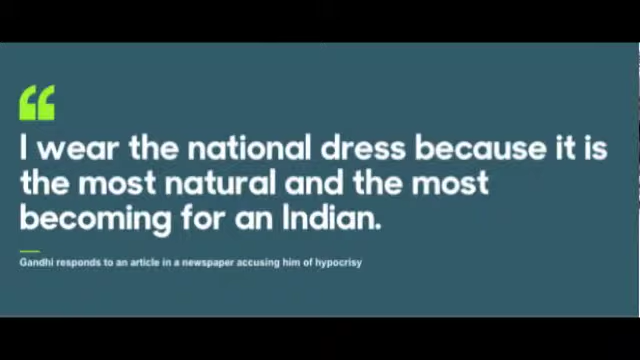 “
I wear the national dress because it is
the most natural and the most
becoming for an Indian.
Gandhi responds to an article in a newspaper accusing him of hypocrisy